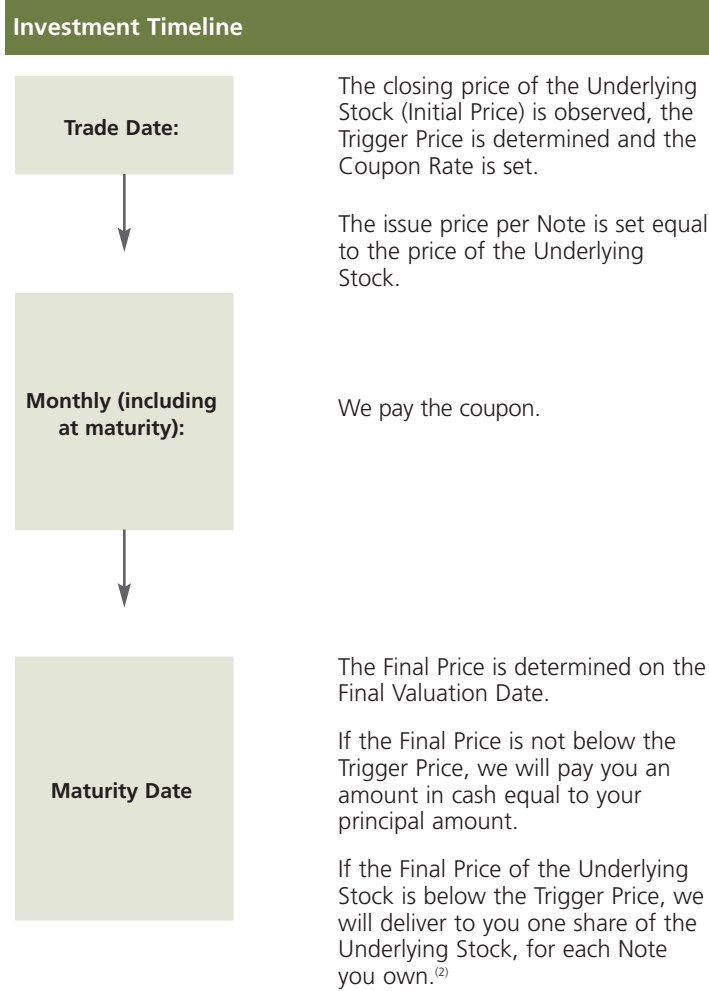 Investment Timeline
Trade Date:
The closing price of the Underlying
Stock (Initial Price) is observed, the
Trigger Price is determined and the
Coupon Rate is set.
The issue price per Note is set equal
to the price of the Underlying
Stock.
Monthly (including
at maturity):
We pay the coupon.
Maturity Date
The Final Price is determined on the
Final Valuation Date.
If the Final Price is not below the
Trigger Price, we will pay you an
amount in cash equal to your
principal amount.
If the Final Price of the Underlying
Stock is below the Trigger Price, we
will deliver to you one share of the
Underlying Stock, for each Note
you own.(2)